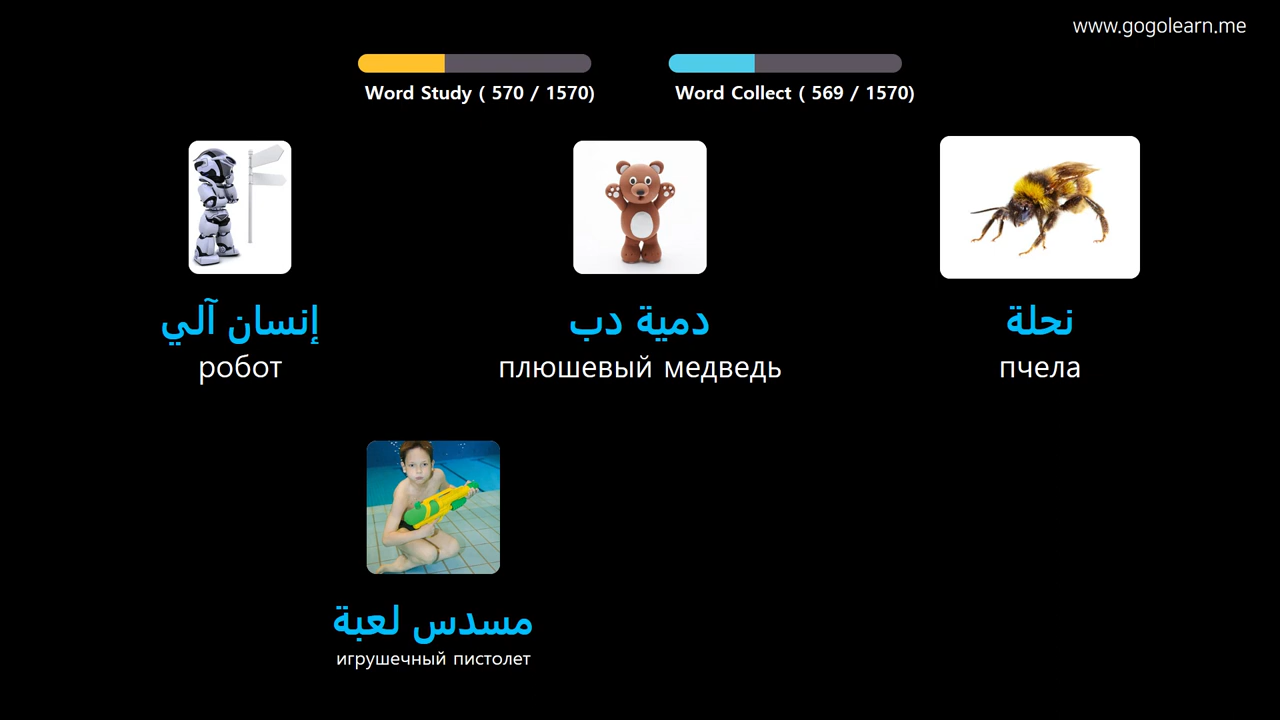 www.gogolearn.me
Word Study ( 570 / 1570)
Word Collect ( 569 / 1570)
إنسان آلي
робот
دمية دب
плюшевый медведь
نحلة
пчела
مسدس لعبة
игрушечный пистолет